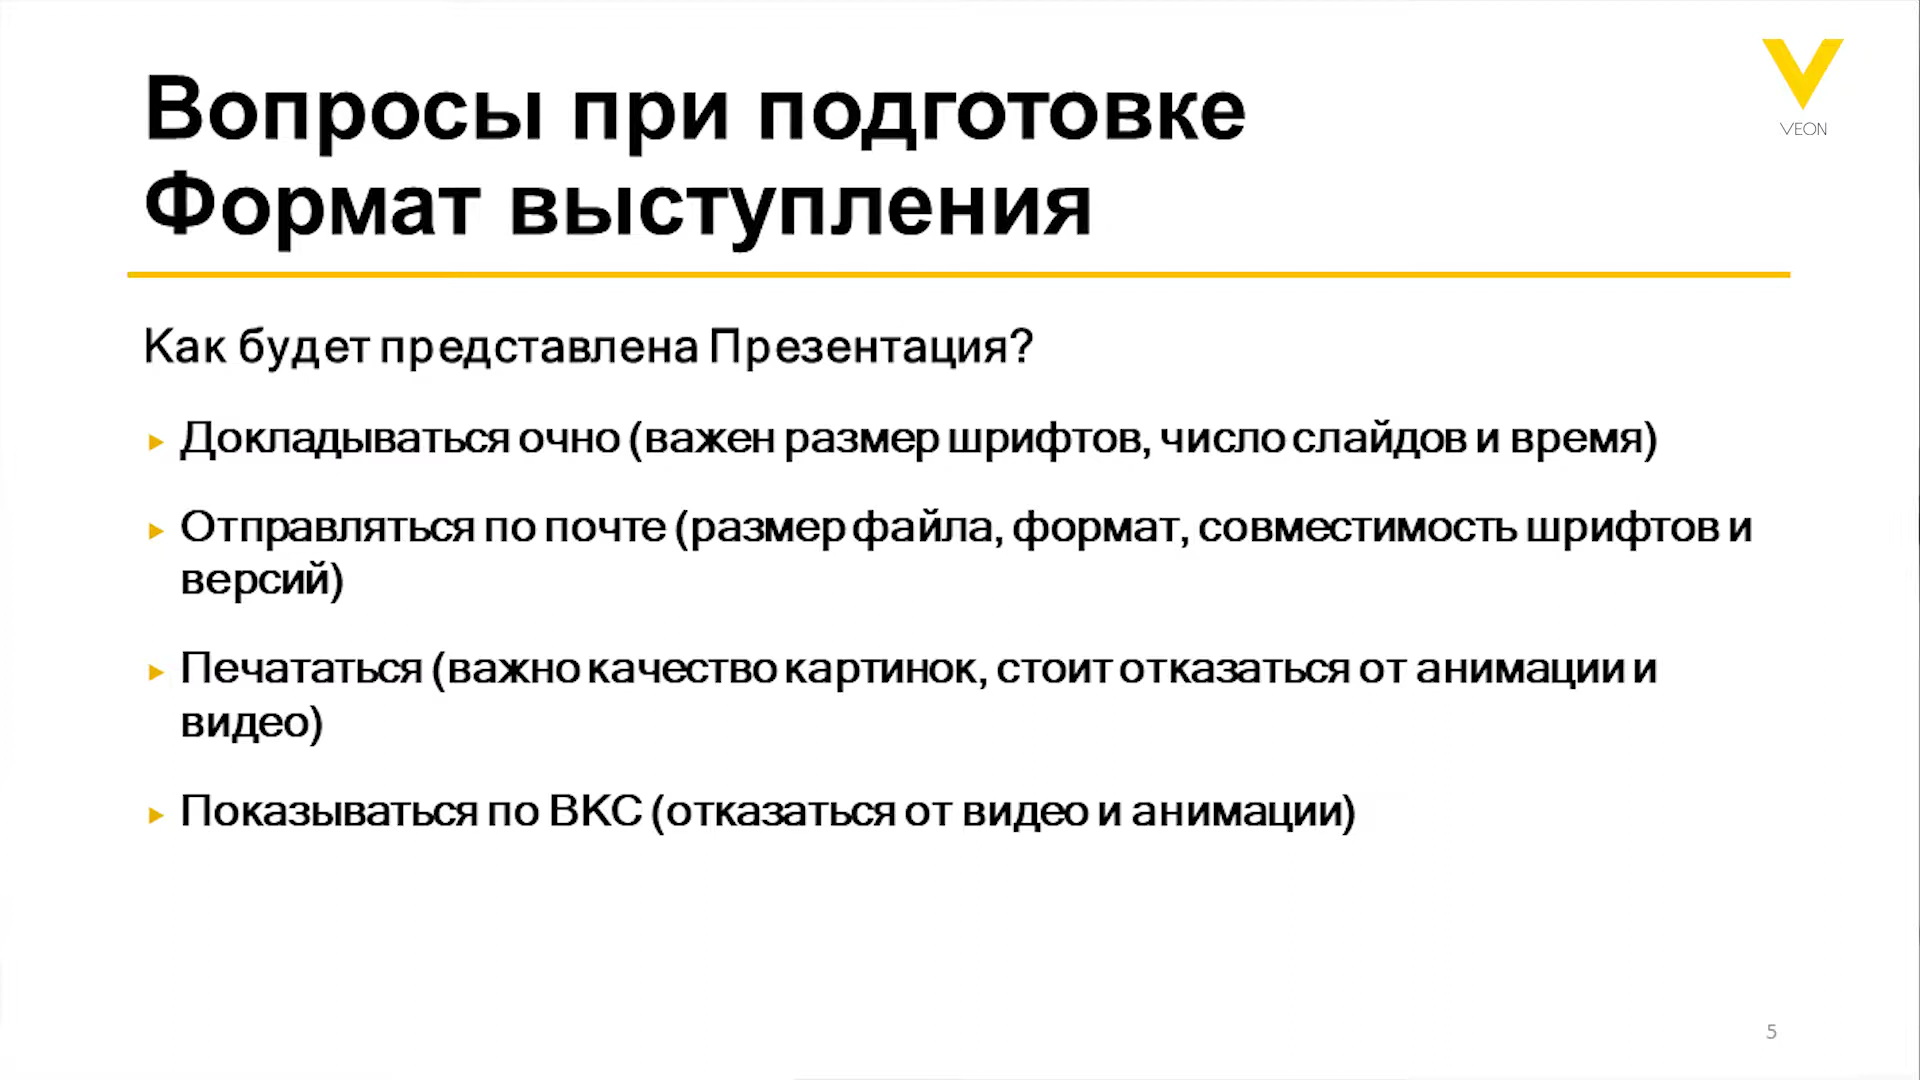 Вопросы при подготовке
Формат выступления
VEON
Как будет представлена Презентация?
Докладываться очно (важен размер шрифтов, число слайдов и время)
Отправляться по почте (размер файла, формат, совместимость шрифтов и
версий)
Печататься (важно качество картинок, стоит отказаться от анимации и
видео)
Показываться по ВКС (отказаться от видео и анимации)
5